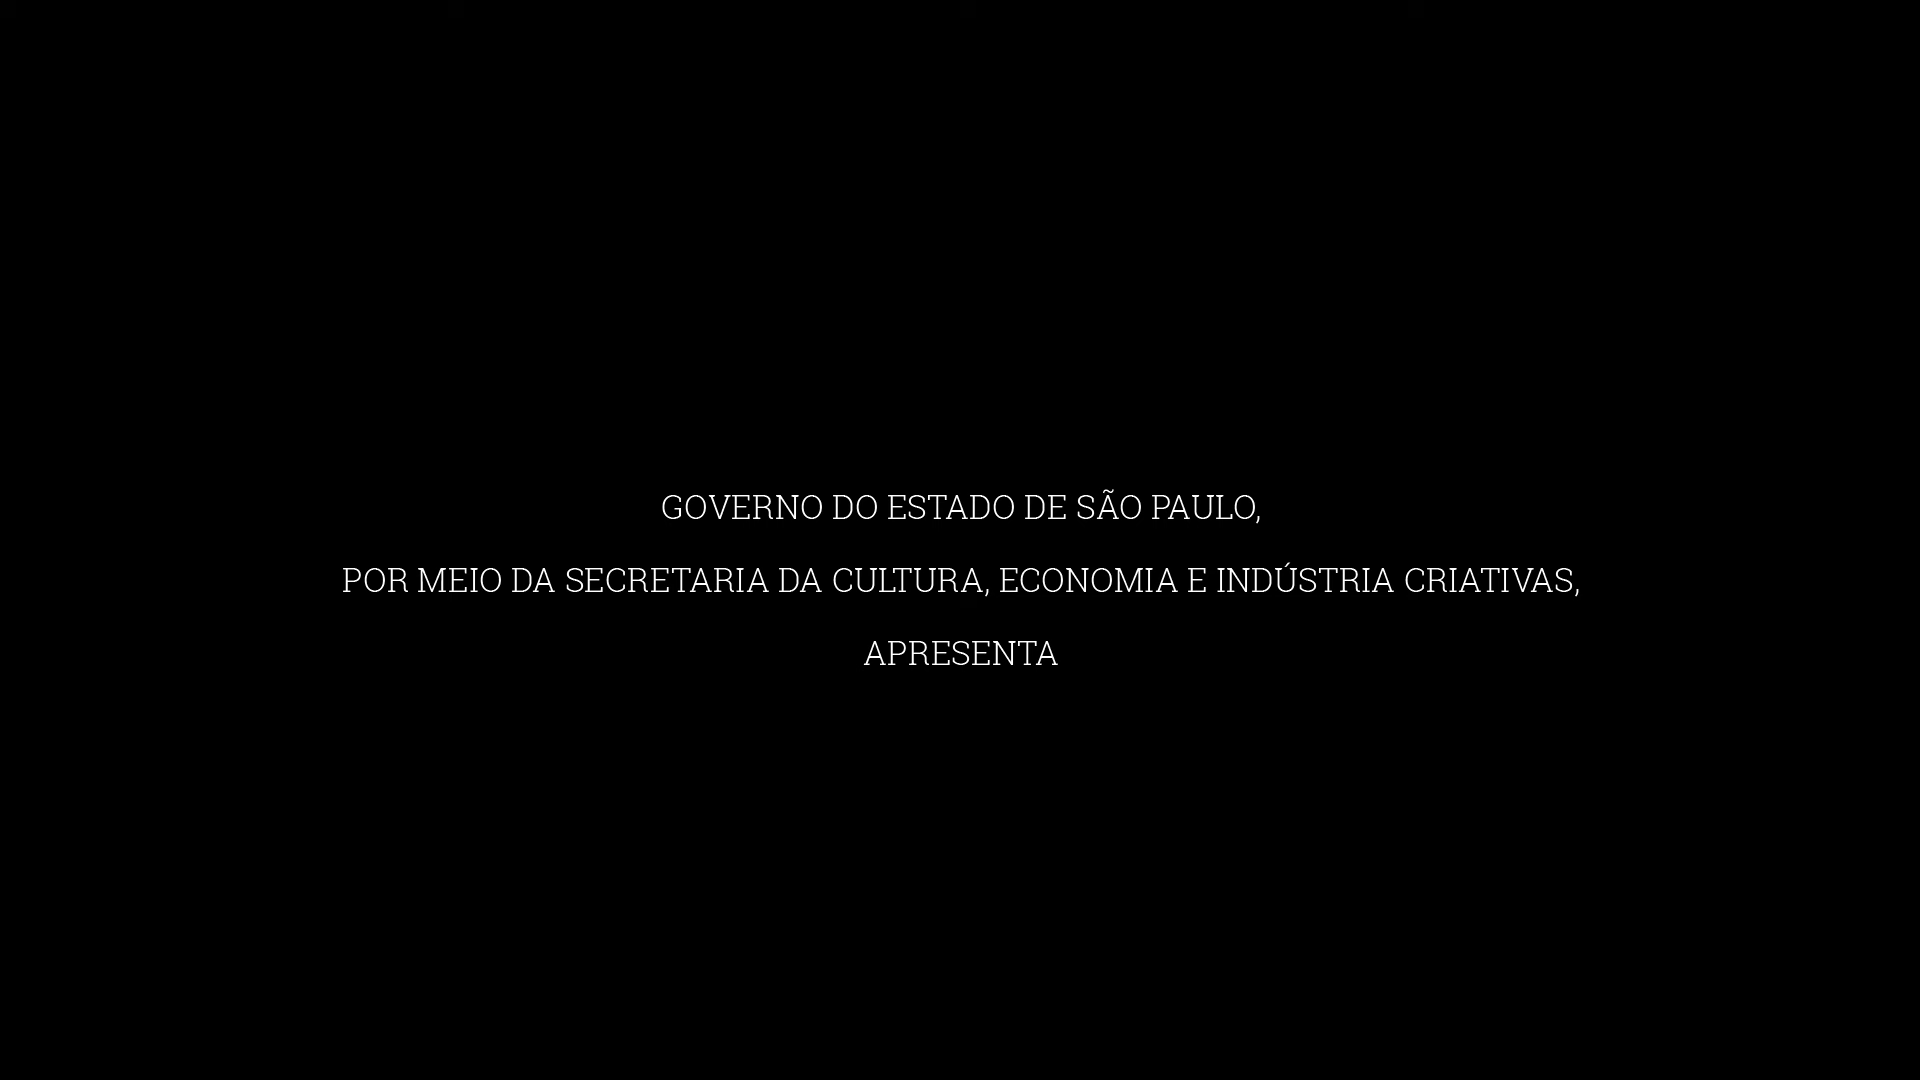 GOVERNO DO ESTADO DE SÃO PAULO,
POR MEIO DA SECRETARIA DA CULTURA, ECONOMIA E INDÚSTRIA CRIATIVAS,
APRESENTA